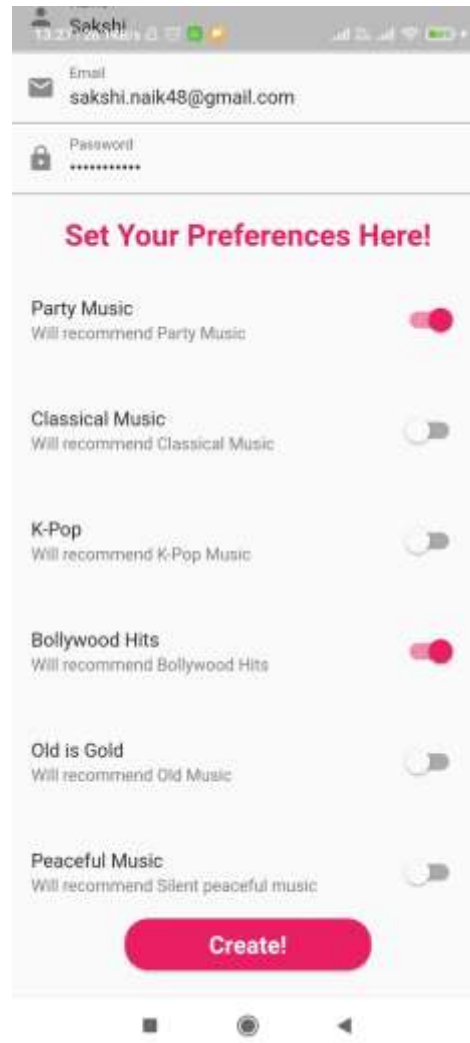 Sakshi
Email
sakshi.naik48@gmail.com
Password
•••••••••••
Set Your Preferences Here!
Party Music
Will recommend Party Music
Classical Music
Will recommend Classical Music
K-Pop
Will recommend K-Pop Music
Bollywood Hits
Will recommend Bollywood Hits
Old is Gold
Will recommend Old Music
Peaceful Music
Will recommend Silent peaceful music
Create!